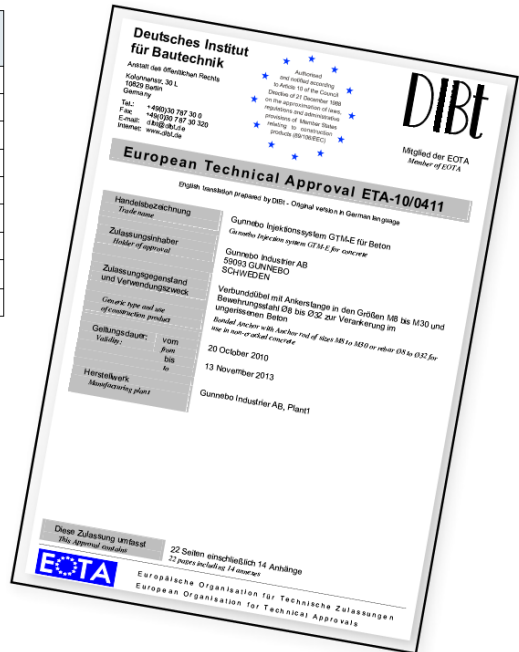 Deutsches Institut
für Bautechnik
Anstalt des öffentlichen Rechts
Kolonnenstr. 30 L
10829 Berlin
Germany
Tel.: +49(0)30 787 30 0
Fax: +49(0)30 787 30 320
E-mail: dibt@dibt.de
Internet: www.dibt.de
Authorised
and notified according
to Article 10 of the Council
Directive of 21 December 1988
on the approximation of laws,
regulations and administrative
provisions of Member States
relating to construction
products (89/106/EEC)
DIBt
Mitglied der EOTA
Member of EOTA
European Technical Approval ETA-10/0411
English translation prepared by DIBt - Original version in German language
Handelsbezeichnung
Trade name
Gunnebo Injektionssystem GTM-E für Beton
Gunnebo Injection system GTM-E for concrete
Zulassungsinhaber
Holder of approval
Gunnebo Industrier AB
59093 GUNNEBO
SCHWEDEN
Zulassungsgegenstand
und Verwendungszweck
Generic type and use
of construction product
Verbunddübel mit Ankerstange in den Größen M8 bis M30 und
Bewehrungsstahl Ø8 bis Ø32 zur Verankerung im
ungerissenen Beton
Bonded Anchor with Anchor rod of sizes M8 to M30 or rebar Ø8 to Ø32 for
use in non-cracked concrete
Geltungsdauer: vom
Validity: from
bis
to
20 October 2010
13 November 2013
Herstellwerk
Manufacturing plant
Gunnebo Industrier AB, Plant1
Diese Zulassung umfasst
This Approval contains
22 Seiten einschließlich 14 Anhänge
22 pages including 14 annexes
EOTA
Europäische Organisation für Technische Zulassungen
European Organisation for Technical Approvals